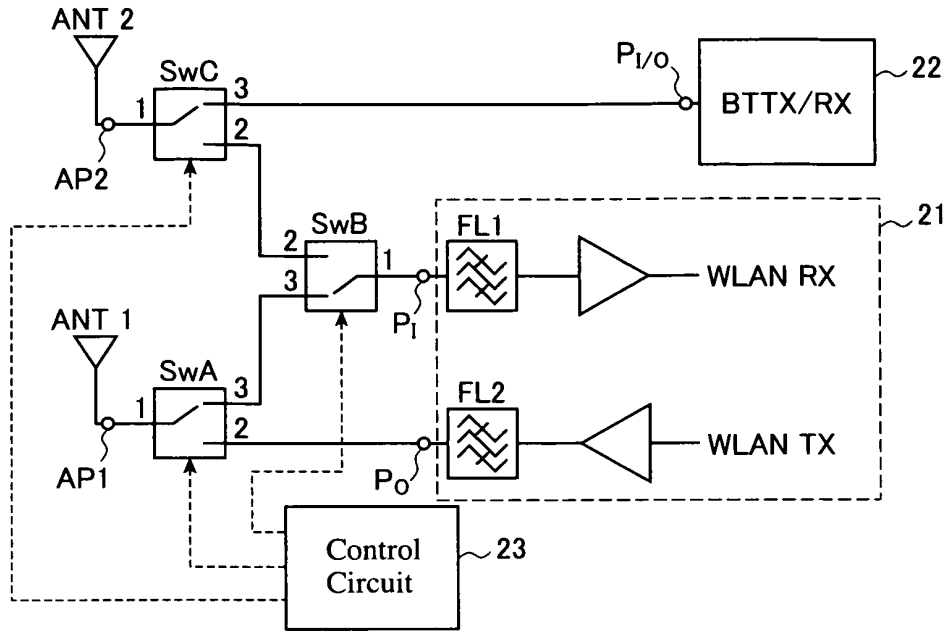 ANT 2
SwC
1
3
2
AP2
P_I/O
BTTX/RX
22
SwB
2
3
1
P_I
FL1
WLAN RX
21
ANT 1
SwA
1
3
2
AP1
P_O
FL2
WLAN TX
Control
Circuit
23